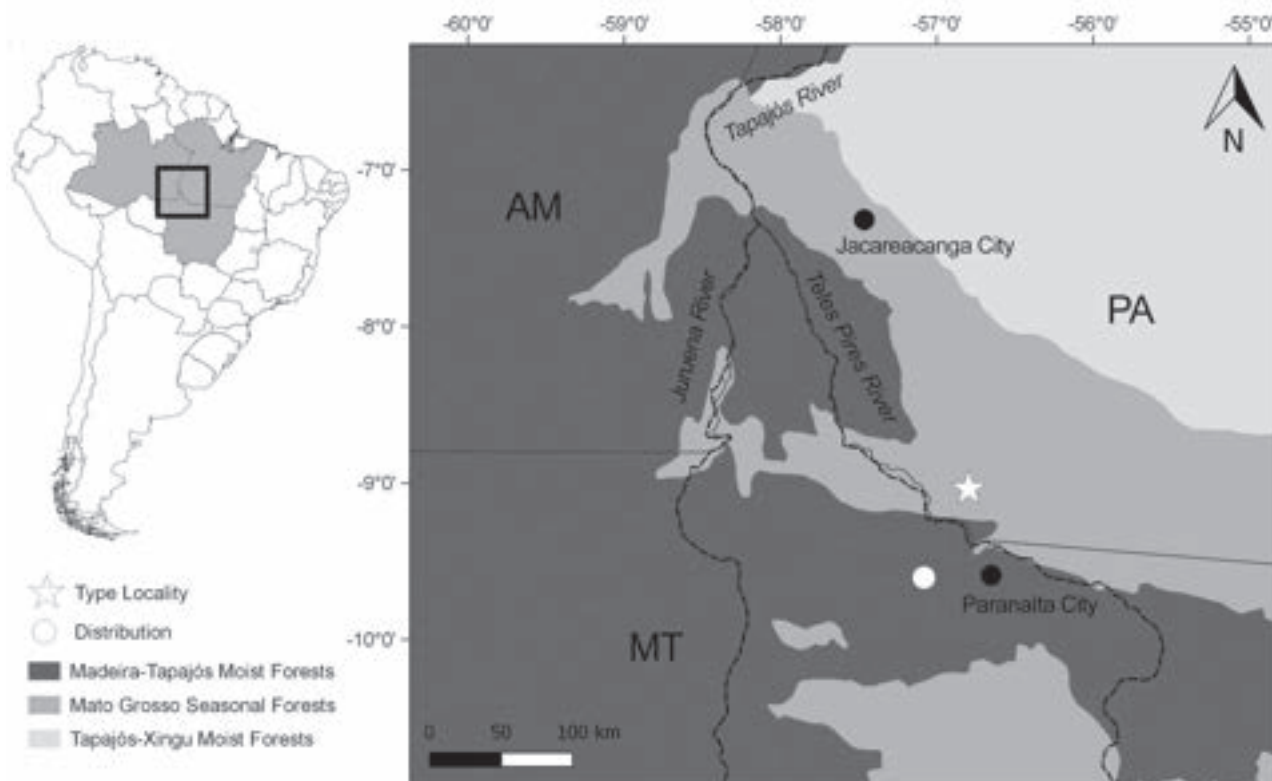 -60°0' -59°0' -58°0' -57°0' -56°0' -55°0'
-7°0'
-8°0'
-9°0'
-10°0'
N
Tapajós River
AM
Jacareacanga City
PA
Juruena River
Teles Pires River
Paranaíta City
MT
0 50 100 km
Type Locality
Distribution
Madeira-Tapajós Moist Forests
Mato Grosso Seasonal Forests
Tapajós-Xingu Moist Forests